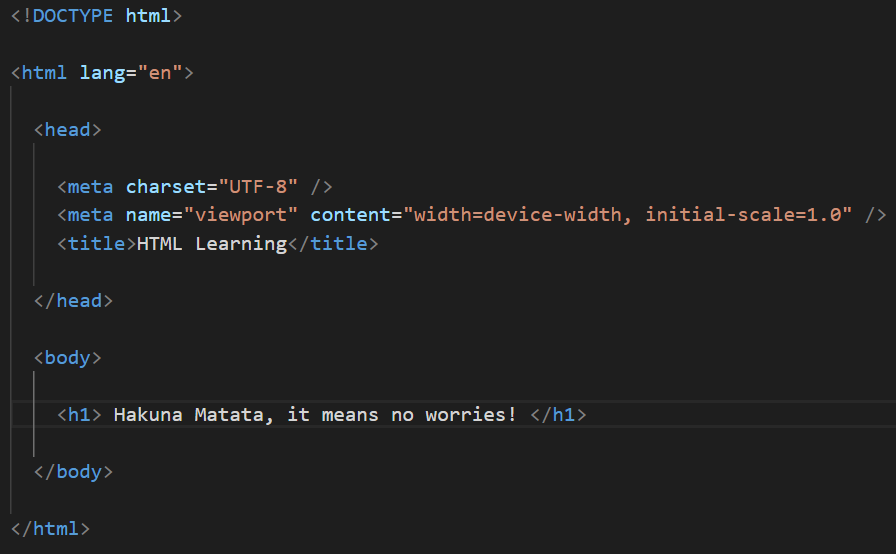 <!DOCTYPE html>
<html lang="en">
<head>
<meta charset="UTF-8" />
<meta name="viewport" content="width=device-width, initial-scale=1.0" />
<title>HTML Learning</title>
</head>
<body>
<h1> Hakuna Matata, it means no worries! </h1>
</body>
</html>